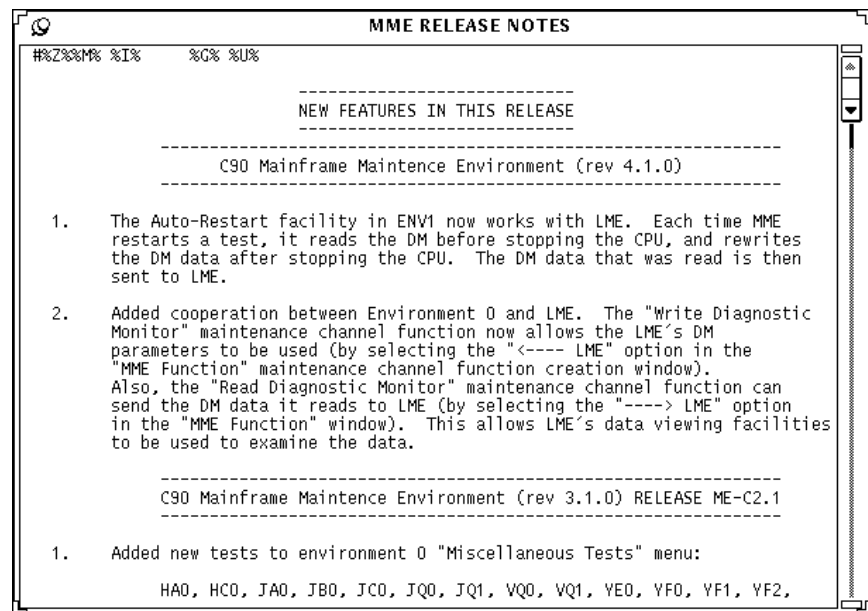 MME RELEASE NOTES
#%Z%%M% %I%     %G% %U%
----------------------------
NEW FEATURES IN THIS RELEASE
----------------------------
---------------------------------------------------------------
C90 Mainframe Maintence Environment (rev 4.1.0)
---------------------------------------------------------------
1. The Auto-Restart facility in ENV1 now works with LME. Each time MME
restarts a test, it reads the DM before stopping the CPU, and rewrites
the DM data after stopping the CPU. The DM data that was read is then
sent to LME.
2. Added cooperation between Environment 0 and LME. The "Write Diagnostic
Monitor" maintenance channel function now allows the LME´s DM
parameters to be used (by selecting the "<---- LME" option in the
"MME Function" maintenance channel function creation window).
Also, the "Read Diagnostic Monitor" maintenance channel function can
send the DM data it reads to LME (by selecting the "----> LME" option
in the "MME Function" window). This allows LME´s data viewing facilities
to be used to examine the data.
---------------------------------------------------------------
C90 Mainframe Maintence Environment (rev 3.1.0) RELEASE ME-C2.1
---------------------------------------------------------------
1. Added new tests to environment 0 "Miscellaneous Tests" menu:
HA0, HC0, JA0, JB0, JC0, JQ0, JQ1, VQ0, VQ1, YE0, YF0, YF1, YF2,